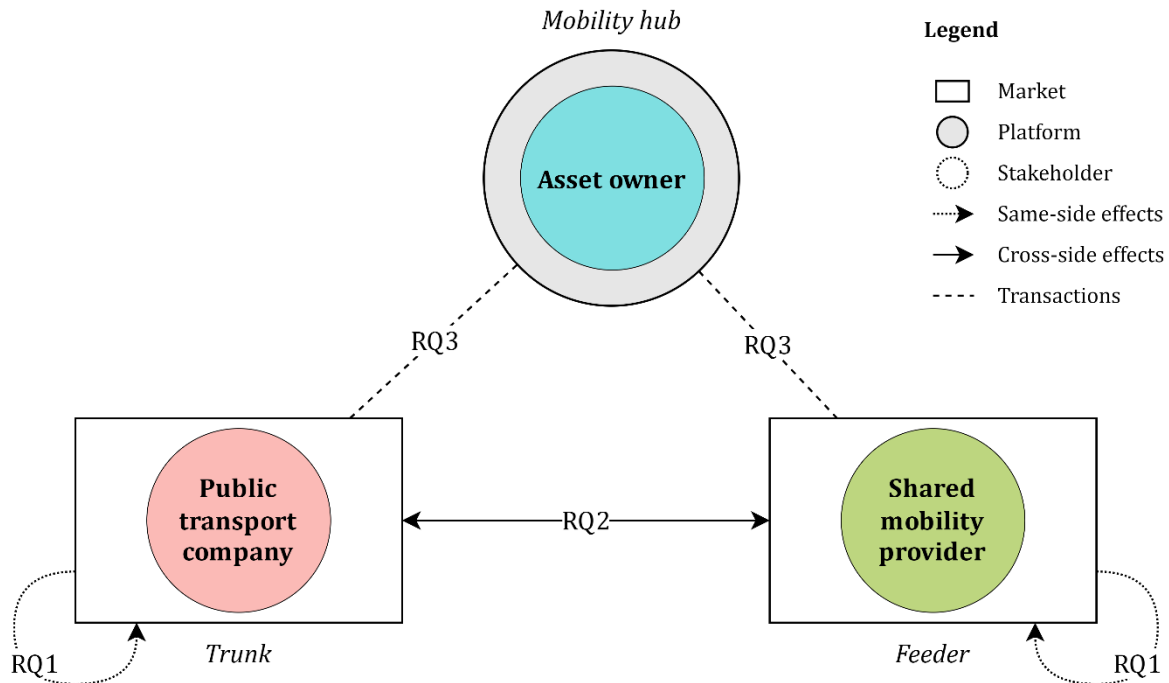 Mobility hub
Asset owner
Legend
Market
Platform
Stakeholder
Same-side effects
Cross-side effects
Transactions
RQ3
RQ3
Public
transport
company
RQ2
Shared
mobility
provider
RQ1
Trunk
Feeder
RQ1